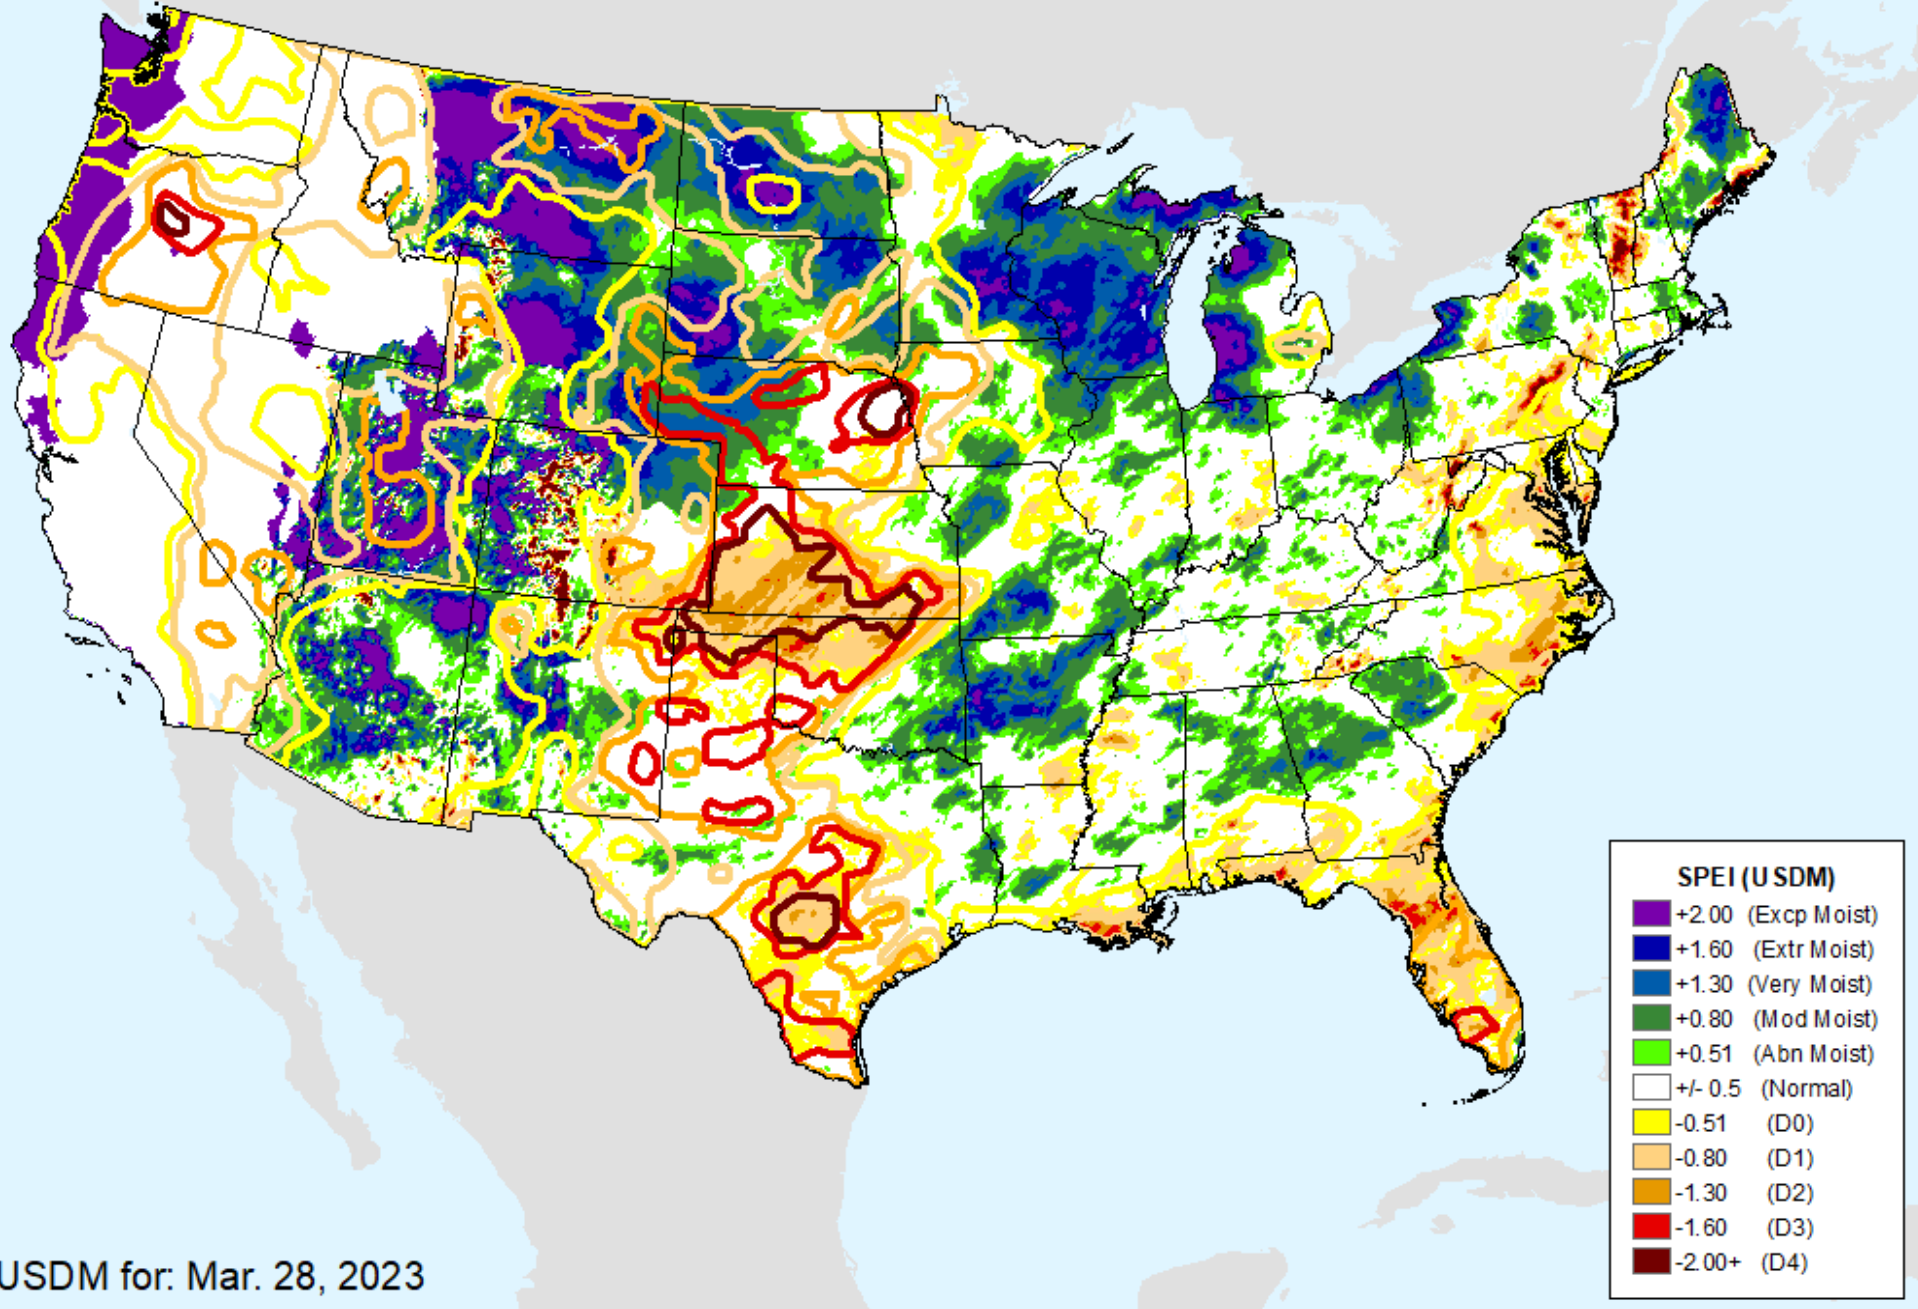 SPEI (USDM)
+2.00 (Excp Moist)
+1.60 (Extr Moist)
+1.30 (Very Moist)
+0.80 (Mod Moist)
+0.51 (Abn Moist)
+/- 0.5 (Normal)
-0.51 (D0)
-0.80 (D1)
-1.30 (D2)
-1.60 (D3)
-2.00+ (D4)
USDM for: Mar. 28, 2023